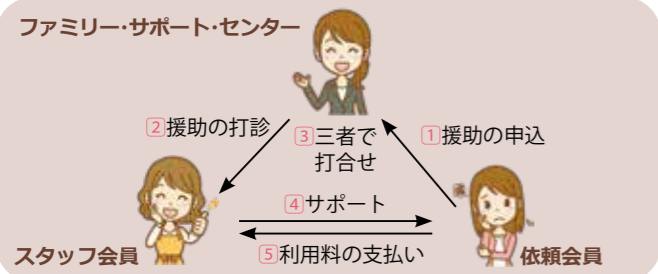 ファミリー・サポート・センター
2援助の打診
3三者で
打合せ
1援助の申込
4サポート
5利用料の支払い
スタッフ会員
依頼会員